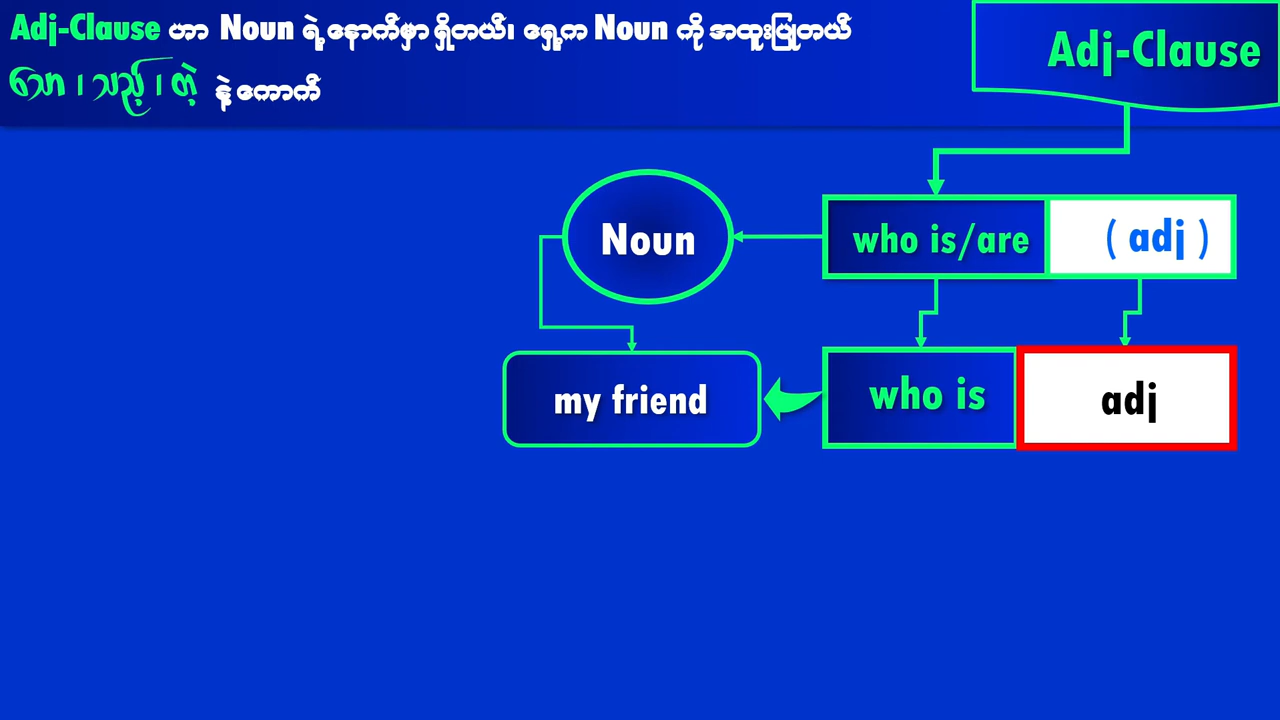 Adj-Clause ဟာ Noun ရဲ့ နောက်မှာ ရှိတယ်၊ ရှေ့က Noun ကို အထူးပြုတယ်
သော ၊ သည့် ၊ တဲ့ နဲ့ ကောက်
Adj-Clause
Noun
who is/are
( adj )
my friend
who is
adj